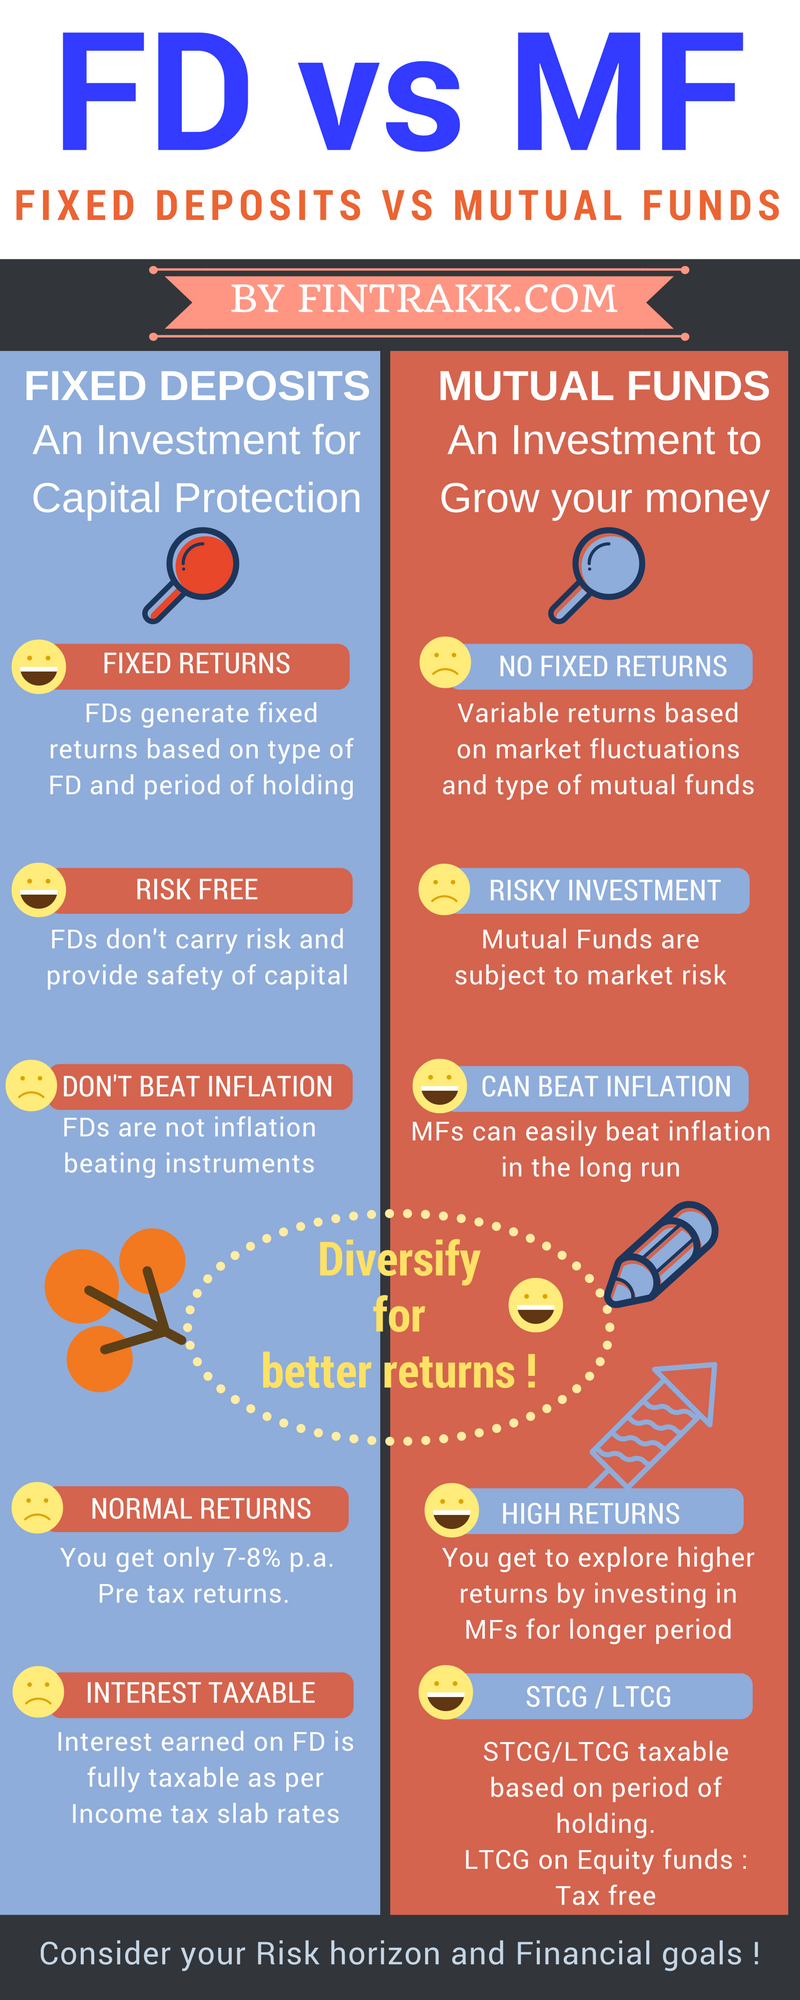 FD vs MF
FIXED DEPOSITS VS MUTUAL FUNDS
BY FINTRAKK.COM
FIXED DEPOSITS
An Investment for
Capital Protection
FIXED RETURNS
FDs generate fixed
returns based on type of
FD and period of holding
RISK FREE
FDs don't carry risk and
provide safety of capital
DON'T BEAT INFLATION
FDs are not inflation
beating instruments
MUTUAL FUNDS
An Investment to
Grow your money
NO FIXED RETURNS
Variable returns based
on market fluctuations
and type of mutual funds
RISKY INVESTMENT
Mutual Funds are
subject to market risk
CAN BEAT INFLATION
MFs can easily beat inflation
in the long run
Diversify
for
better returns !
NORMAL RETURNS
You get only 7-8% p.a.
Pre tax returns.
INTEREST TAXABLE
Interest earned on FD is
fully taxable as per
Income tax slab rates
HIGH RETURNS
You get to explore higher
returns by investing in
MFs for longer period
STCG / LTCG
STCG/LTCG taxable
based on period of
holding.
LTCG on Equity funds :
Tax free
Consider your Risk horizon and Financial goals !